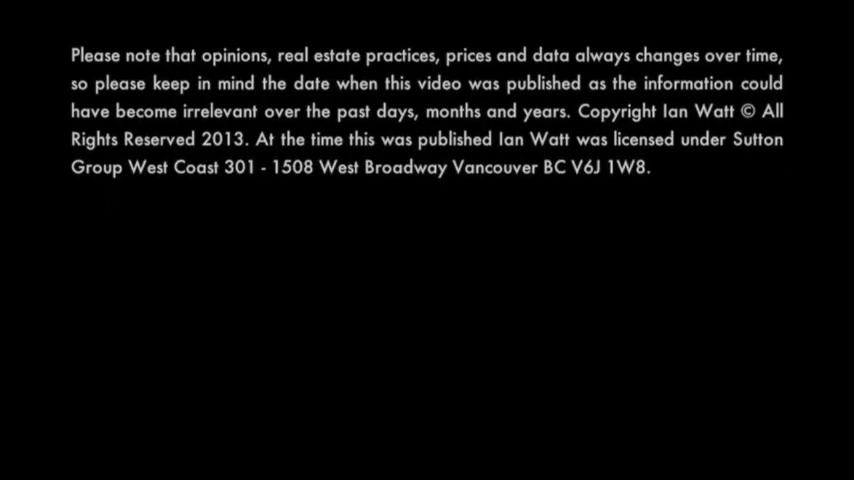 Please note that opinions, real estate practices, prices and data always changes over time,
so please keep in mind the date when this video was published as the information could
have become irrelevant over the past days, months and years. Copyright Ian Watt © All
Rights Reserved 2013. At the time this was published Ian Watt was licensed under Sutton
Group West Coast 301 - 1508 West Broadway Vancouver BC V6J 1W8.